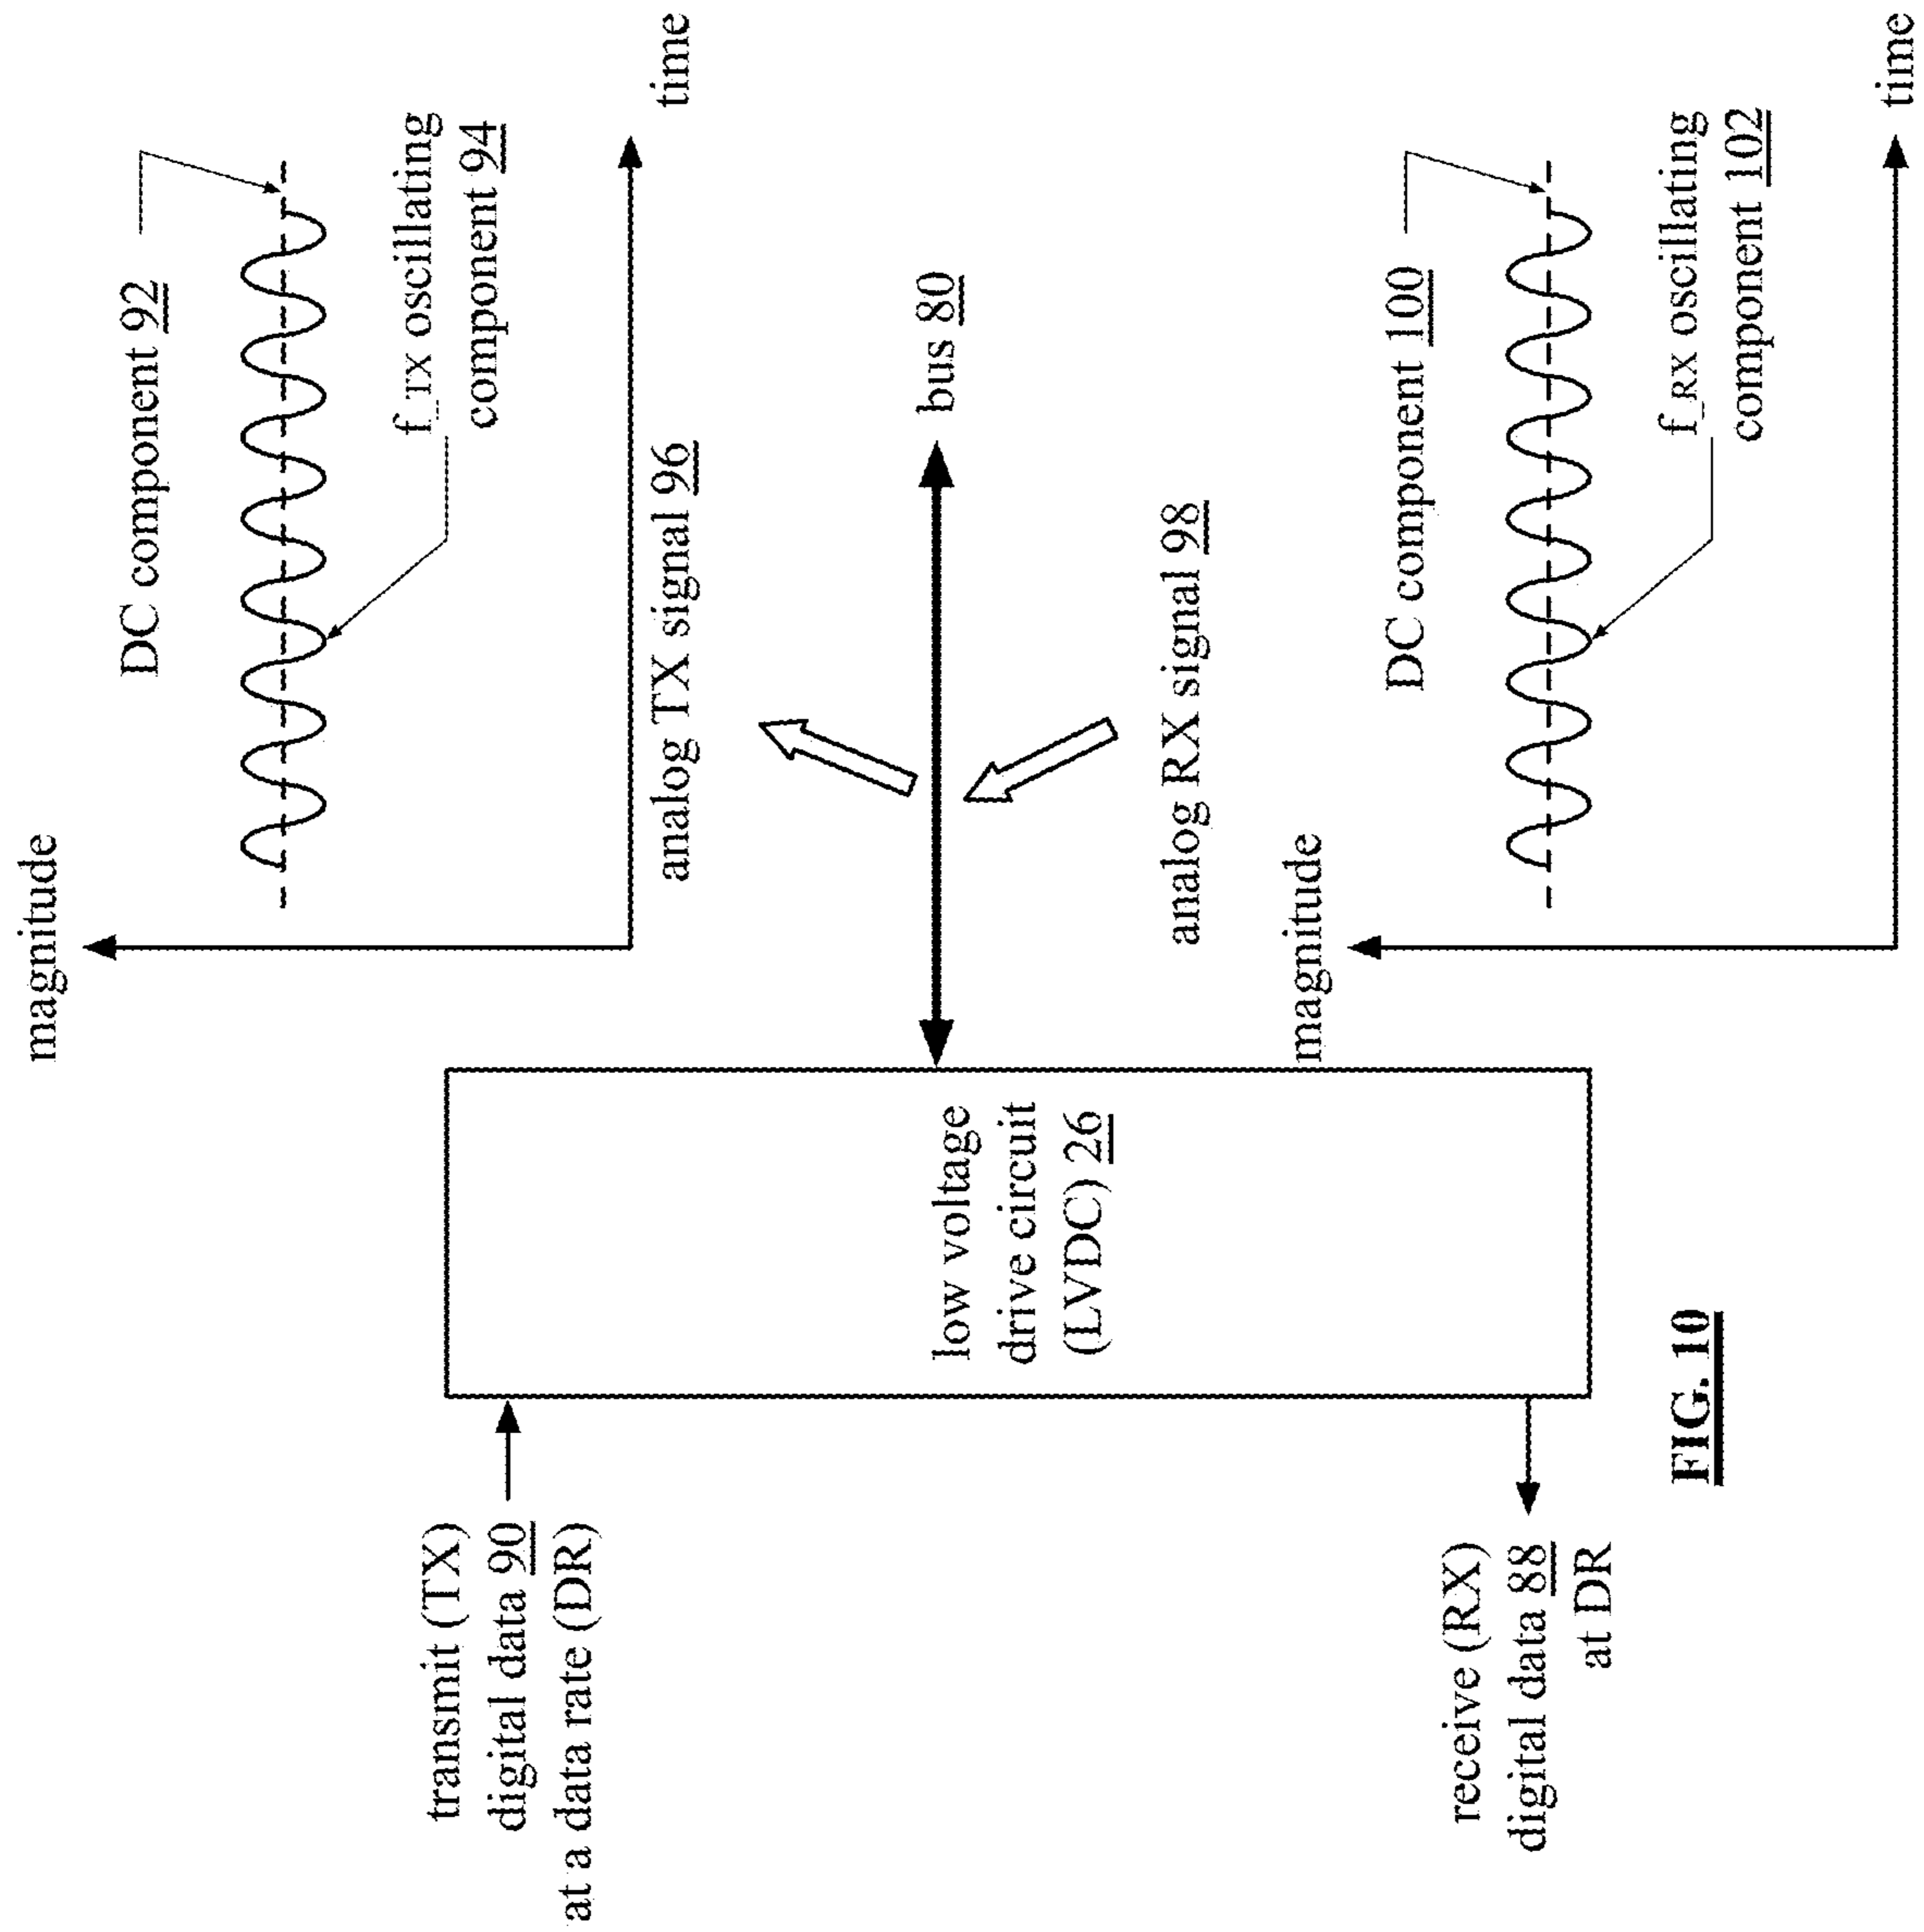 magnitude
DC component 92
f_TX oscillating
component 94
time
analog TX signal 96
transmit (TX)
digital data 90
at a data rate (DR)
low voltage
drive circuit
(LVDC) 26
bus 80
analog RX signal 98
magnitude
DC component 100
f_RX oscillating
component 102
time
receive (RX)
digital data 88
at DR
FIG. 10